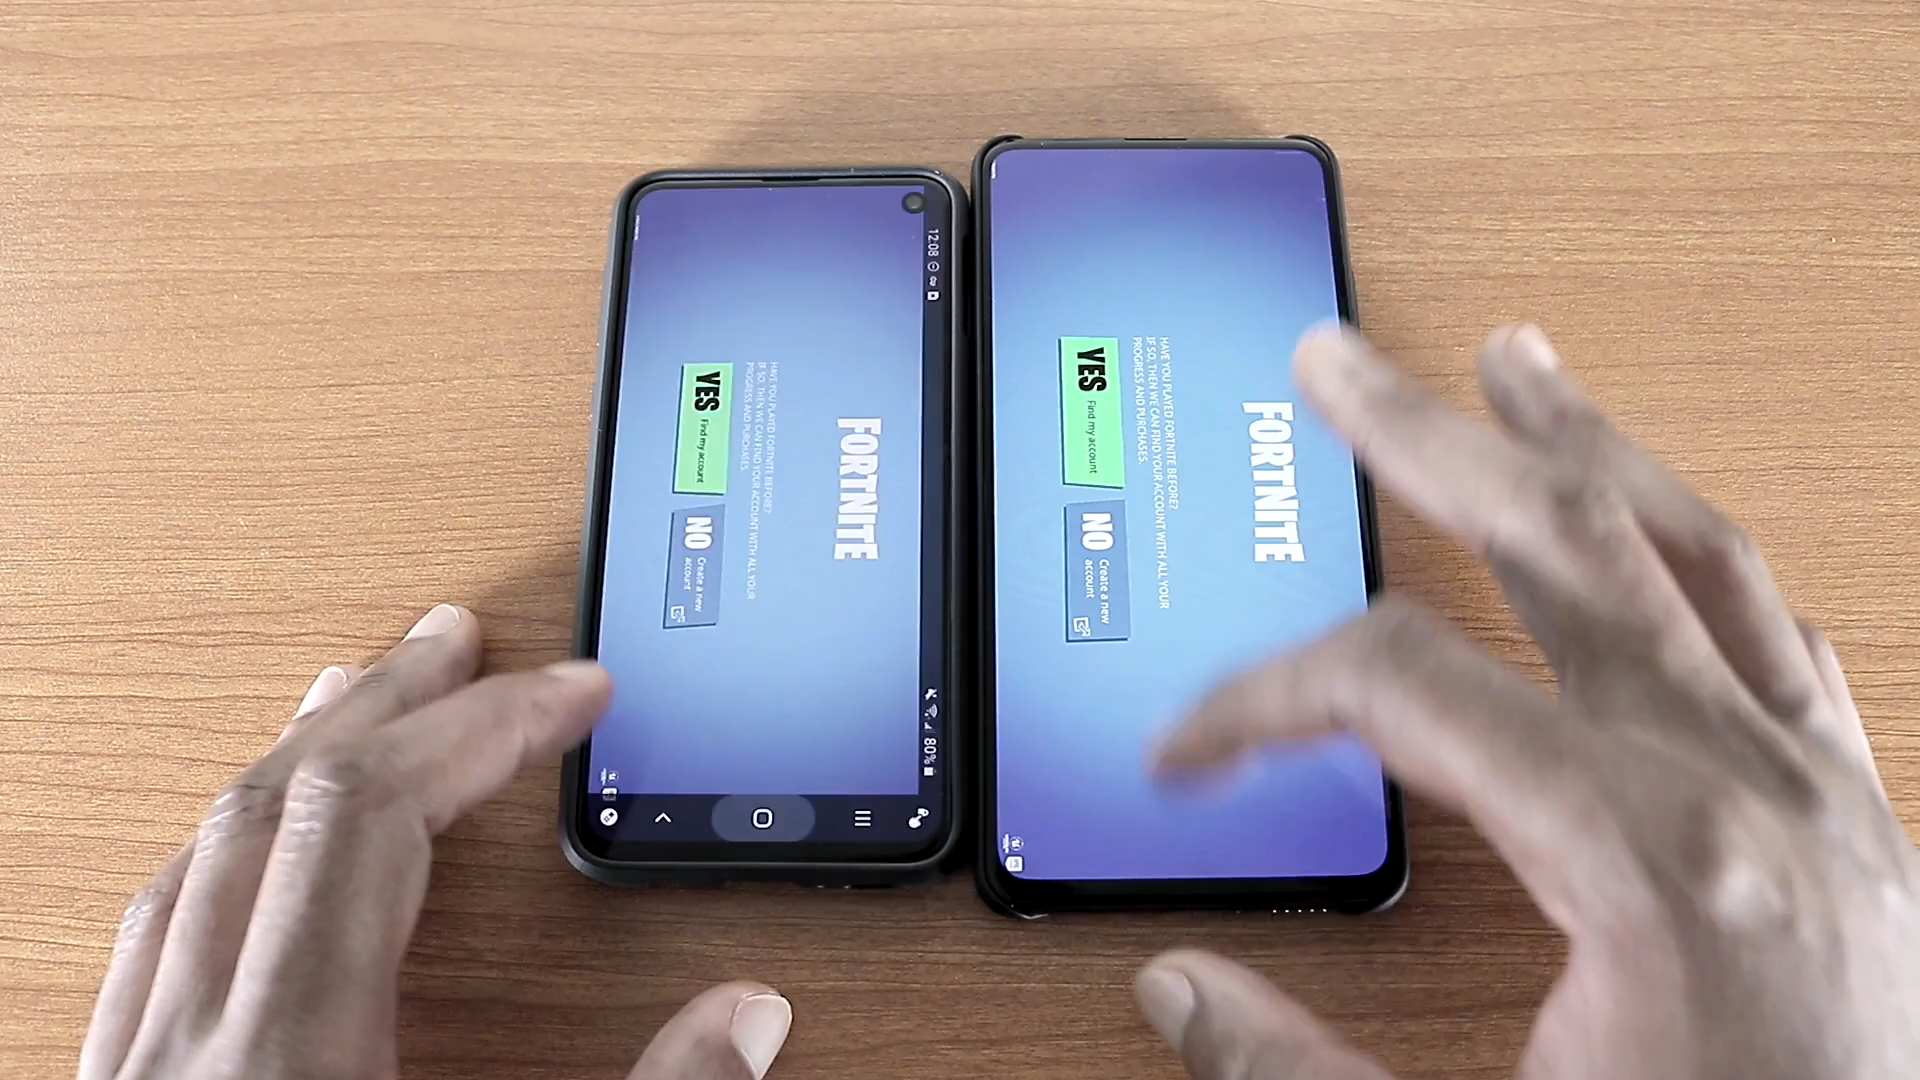 12:08
80%
FORTNITE
HAVE YOU PLAYED FORTNITE BEFORE?
IF SO, THEN WE CAN FIND YOUR ACCOUNT WITH ALL YOUR
PROGRESS AND PURCHASES.
YES Find my account
NO Create a new
account
FORTNITE
HAVE YOU PLAYED FORTNITE BEFORE?
IF SO, THEN WE CAN FIND YOUR ACCOUNT WITH ALL YOUR
PROGRESS AND PURCHASES.
YES Find my account
NO Create a new
account